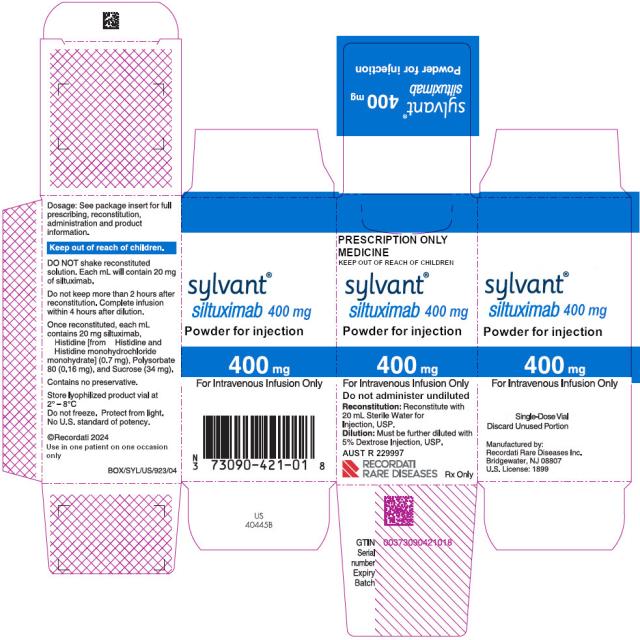 sylvant®
siltuximab
400 mg
Powder for injection
Dosage: See package insert for full
prescribing, reconstitution,
administration and product
information.
Keep out of reach of children.
DO NOT shake reconstituted
solution. Each mL will contain 20 mg
of siltuximab.
Do not keep more than 2 hours after
reconstitution. Complete infusion
within 4 hours after dilution.
Once reconstituted, each mL
contains 20 mg siltuximab,
Histidine [from Histidine and
Histidine monohydrochloride
monohydrate] (0.7 mg), Polysorbate
80 (0,16 mg), and Sucrose (34 mg).
Contains no preservative.
Store lyophilized product vial at
2° – 8°C
Do not freeze. Protect from light.
No U.S. standard of potency.
©Recordati 2024
Use in one patient on one occasion
only
BOX/SYL/US/923/04
sylvant®
siltuximab 400 mg
Powder for injection
400 mg
For Intravenous Infusion Only
N
3 73090-421-01 8
US
40445B
PRESCRIPTION ONLY
MEDICINE
KEEP OUT OF REACH OF CHILDREN
sylvant®
siltuximab 400 mg
Powder for injection
400 mg
For Intravenous Infusion Only
Do not administer undiluted
Reconstitution: Reconstitute with
20 mL Sterile Water for
Injection, USP.
Dilution: Must be further diluted with
5% Dextrose Injection, USP.
AUST R 229997
RECORDATI
RARE DISEASES Rx Only
GTIN 00373090421018
Serial
number
Expiry
Batch
sylvant®
siltuximab 400 mg
Powder for injection
400 mg
For Intravenous Infusion Only
Single-Dose Vial
Discard Unused Portion
Manufactured by:
Recordati Rare Diseases Inc.
Bridgewater, NJ 08807
U.S. License: 1899